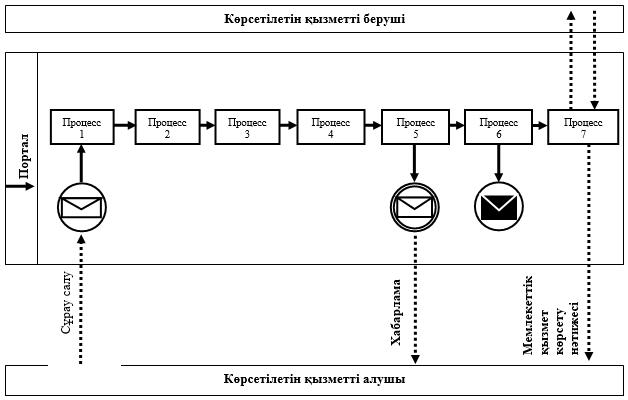 Көрсетілетін қызметті беруші
Портал
Процесс
1
Процесс
2
Процесс
3
Процесс
4
Процесс
5
Процесс
6
Процесс
7
Сұрау салу
Хабарлама
Мемлекеттік
қызмет
көрсету
нәтижесі
Көрсетілетін қызметті алушы